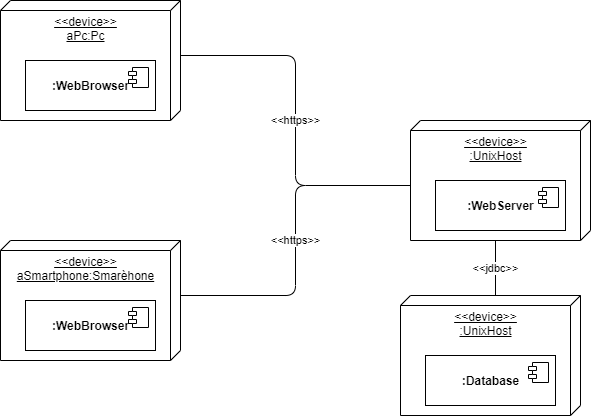 <<device>>
aPc:Pc
:WebBrowser
<<https>>
<<device>>
:UnixHost
:WebServer
<<https>>
<<device>>
aSmartphone:Smarèhone
:WebBrowser
<<jdbc>>
<<device>>
:UnixHost
:Database